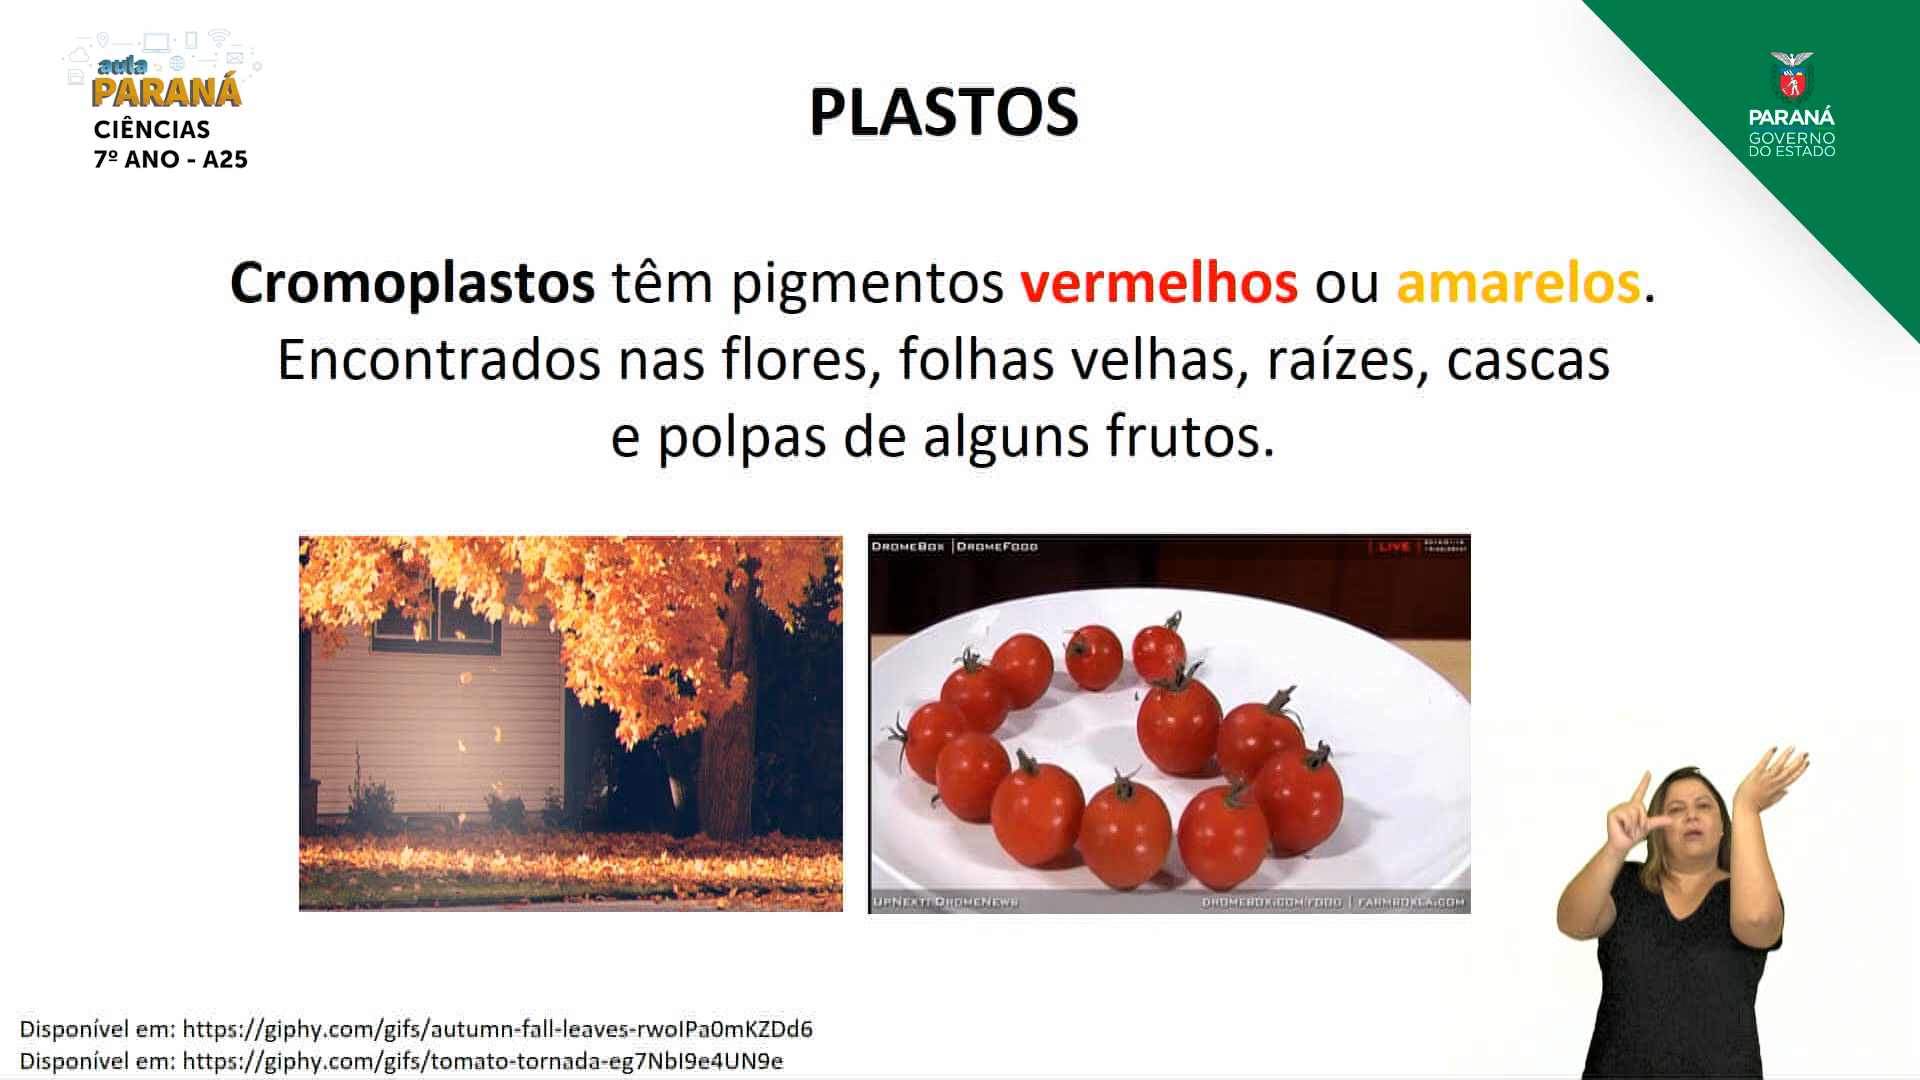 aula
PARANÁ
CIÊNCIAS
7º ANO - A25
PARANÁ
GOVERNO
DO ESTADO
PLASTOS
Cromoplastos têm pigmentos vermelhos ou amarelos.
Encontrados nas flores, folhas velhas, raízes, cascas
e polpas de alguns frutos.
DROMEBOX | DROMEFOOD
LIVE
UPNEXT: DROMENEWS
DROMEBOX.COM/FOOD | FARMBOXLA.COM
Disponível em: https://giphy.com/gifs/autumn-fall-leaves-rwoIPa0mKZDd6
Disponível em: https://giphy.com/gifs/tomato-tornada-eg7NbI9e4UN9e